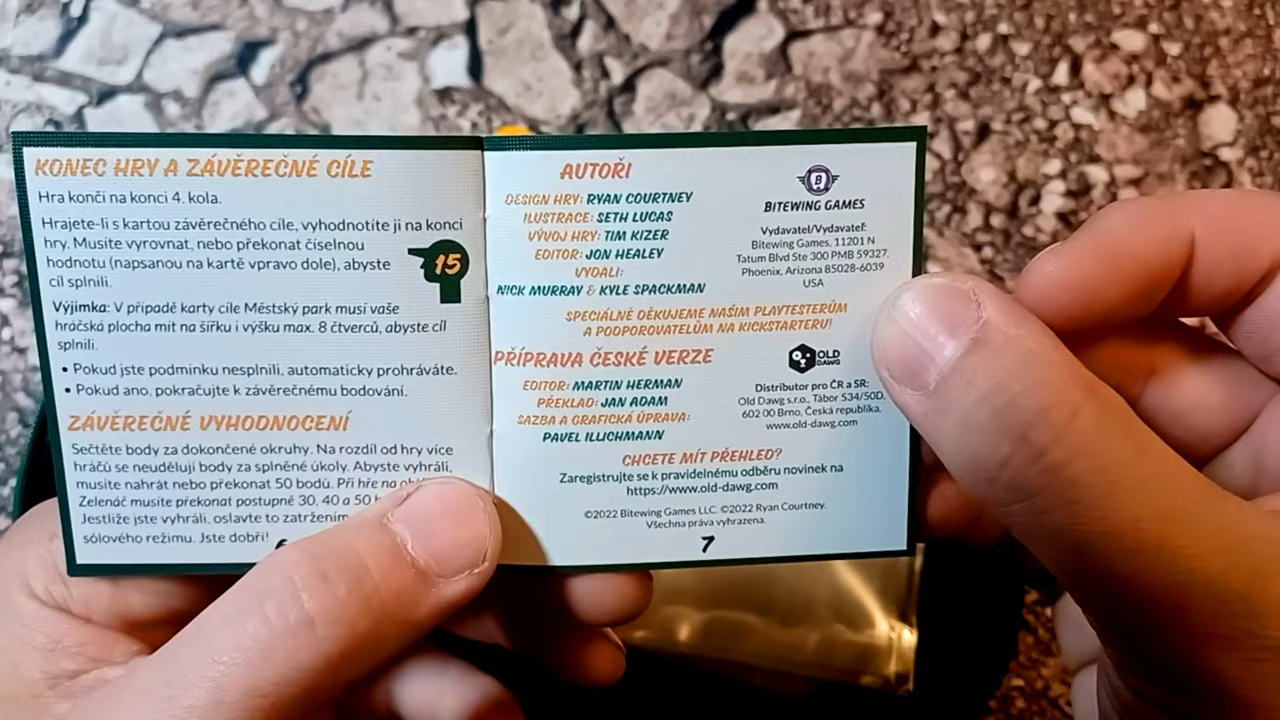 KONEC HRY A ZÁVĚREČNÉ CÍLE
Hra končí na konci 4. kola.
Hrajete-li s kartou závěrečného cíle, vyhodnotíte ji na konci
hry. Musíte vyrovnat, nebo překonat číselnou
hodnotu (napsanou na kartě vpravo dole), abyste
cíl splnili.
15
Výjimka: V případě karty cíle Městský park musí vaše
hráčská plocha mít na šířku i výšku max. 8 čtverců, abyste cíl
splnili.
• Pokud jste podmínku nesplnili, automaticky prohráváte.
• Pokud ano, pokračujte k závěrečnému bodování.
ZÁVĚREČNÉ VYHODNOCENÍ
Sečtěte body za dokončené okruhy. Na rozdíl od hry více
hráčů se neudělují body za splněné úkoly. Abyste vyhráli,
musíte nahrát nebo překonat 50 bodů. Při hře na
Zelenáč musíte překonat postupně 30, 40 a 50
Jestliže jste vyhráli, oslavte to zatržením
sólového režimu. Jste dobří!
AUTOŘI
DESIGN HRY: RYAN COURTNEY
ILUSTRACE: SETH LUCAS
VÝVOJ HRY: TIM KIZER
EDITOR: JON HEALEY
VYDALI:
NICK MURRAY & KYLE SPACKMAN
B
BITEWING GAMES
Vydavatel/Vydavateľ:
Bitewing Games, 11201 N
Tatum Blvd Ste 300 PMB 59327,
Phoenix, Arizona 85028-6039
USA
SPECIÁLNĚ DĚKUJEME NAŠIM PLAYTESTERŮM
A PODPOROVATELŮM NA KICKSTARTERU!
PŘÍPRAVA ČESKÉ VERZE
EDITOR: MARTIN HERMAN
PŘEKLAD: JAN ADAM
SAZBA A GRAFICKÁ ÚPRAVA:
PAVEL ILLICHMANN
OLD
DAWG
Distributor pro ČR a SR:
Old Dawg s.r.o., Tábor 534/50D,
602 00 Brno, Česká republika,
www.old-dawg.com
CHCETE MÍT PŘEHLED?
Zaregistrujte se k pravidelnému odběru novinek na
https://www.old-dawg.com
©2022 Bitewing Games LLC. ©2022 Ryan Courtney.
Všechna práva vyhrazena.
7